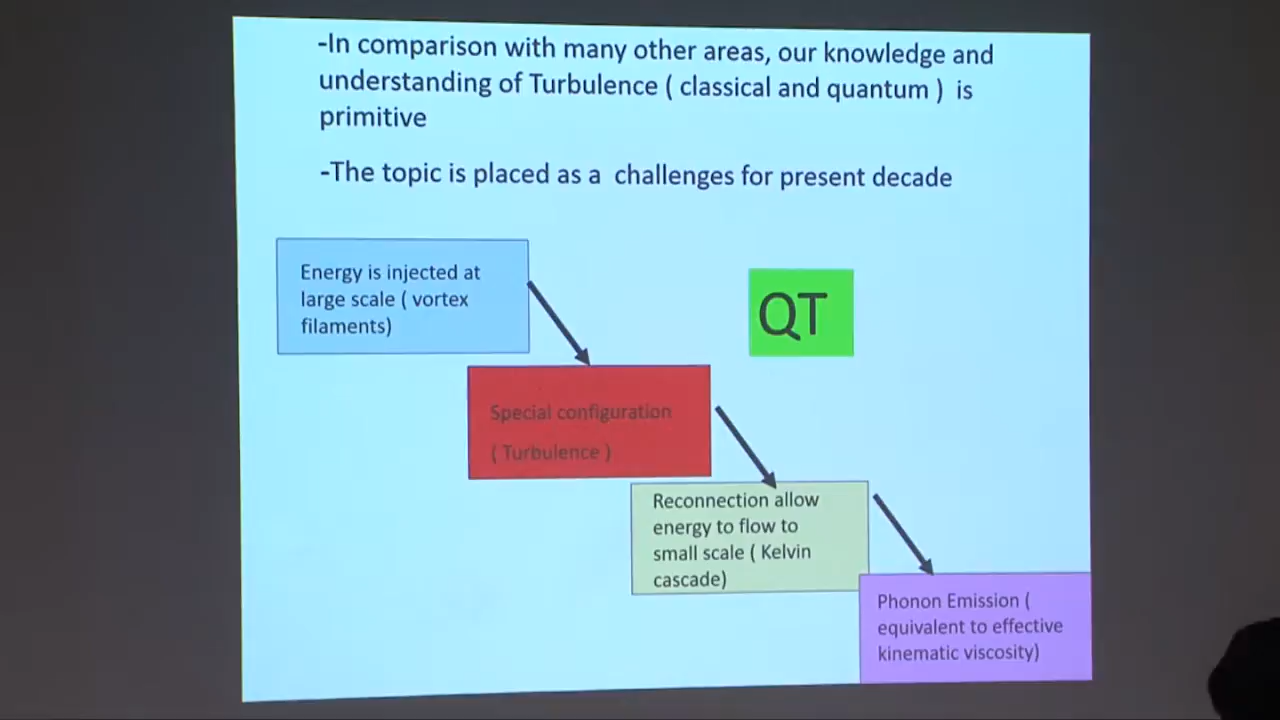 -In comparison with many other areas, our knowledge and
understanding of Turbulence ( classical and quantum ) is
primitive
-The topic is placed as a challenges for present decade
Energy is injected at
large scale ( vortex
filaments)
QT
Special configuration
( Turbulence )
Reconnection allow
energy to flow to
small scale ( Kelvin
cascade)
Phonon Emission (
equivalent to effective
kinematic viscosity)